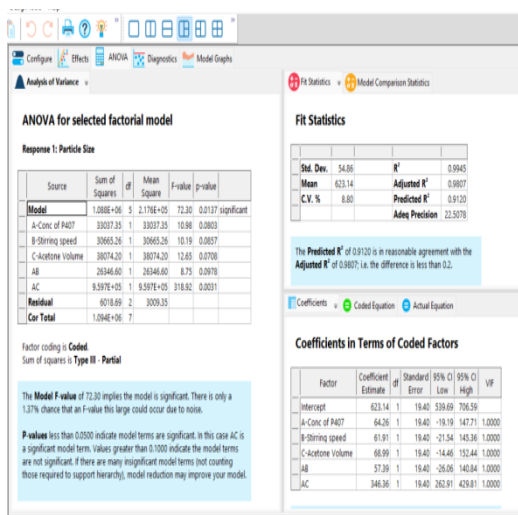 Configure Effects ANOVA Diagnostics Model Graphs
Analysis of Variance
ANOVA for selected factorial model
Response 1: Particle Size
Source Sum of Squares df Mean Square F-value p-value
Model 1.088E+06 5 2.176E+05 72.30 0.0137 significant
A-Conc of P407 33037.35 1 33037.35 10.98 0.0803
B-Stirring speed 30665.26 1 30665.26 10.19 0.0857
C-Acetone Volume 38074.20 1 38074.20 12.65 0.0708
AB 26346.60 1 26346.60 8.75 0.0978
AC 9.597E+05 1 9.597E+05 318.92 0.0031
Residual 6018.69 2 3009.35
Cor Total 1.094E+06 7
Factor coding is Coded.
Sum of squares is Type III - Partial
The Model F-value of 72.30 implies the model is significant. There is only a
1.37% chance that an F-value this large could occur due to noise.
P-values less than 0.0500 indicate model terms are significant. In this case AC is
a significant model term. Values greater than 0.1000 indicate the model terms
are not significant. If there are many insignificant model terms (not counting
those required to support hierarchy), model reduction may improve your model.
Fit Statistics Model Comparison Statistics
Fit Statistics
Std. Dev. 54.86 R² 0.9945
Mean 623.14 Adjusted R² 0.9807
C.V. % 8.80 Predicted R² 0.9120
Adeq Precision 22.5078
The Predicted R² of 0.9120 is in reasonable agreement with the
Adjusted R² of 0.9807; i.e. the difference is less than 0.2.
Coefficients Coded Equation Actual Equation
Coefficients in Terms of Coded Factors
Factor Coefficient Estimate df Standard Error 95% CI Low 95% CI High VIF
Intercept 623.14 1 19.40 539.69 706.59
A-Conc of P407 64.26 1 19.40 -19.19 147.71 1.0000
B-Stirring speed 61.91 1 19.40 -21.54 145.36 1.0000
C-Acetone Volume 68.99 1 19.40 -14.46 152.44 1.0000
AB 57.39 1 19.40 -26.06 140.84 1.0000
AC 346.36 1 19.40 262.91 429.81 1.0000